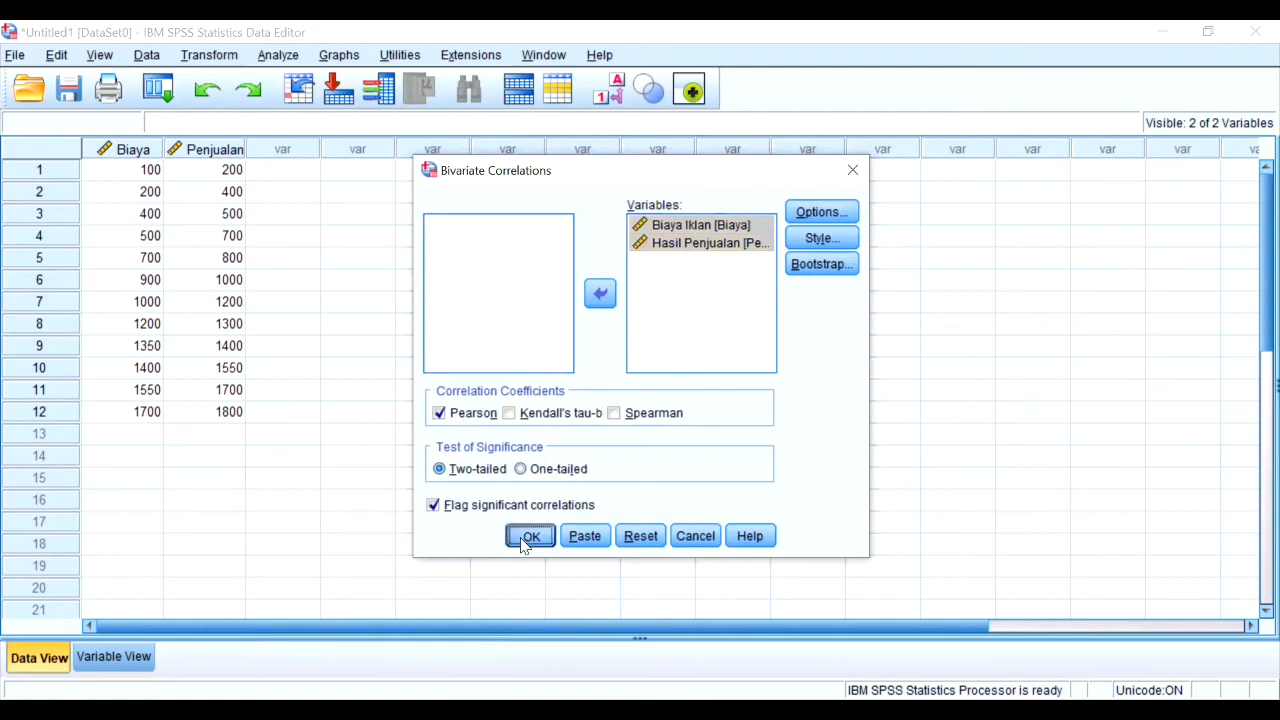 *Untitled1 [DataSet0] - IBM SPSS Statistics Data Editor
File Edit View Data Transform Analyze Graphs Utilities Extensions Window Help
Visible: 2 of 2 Variables
Biaya Penjualan var var var var var var var var var var var var var
1 100 200
2 200 400
3 400 500
4 500 700
5 700 800
6 900 1000
7 1000 1200
8 1200 1300
9 1350 1400
10 1400 1550
11 1550 1700
12 1700 1800
13
14
15
16
17
18
19
20
21
Bivariate Correlations
Variables:
Biaya Iklan [Biaya]
Hasil Penjualan [Pe...
Options...
Style...
Bootstrap...
Correlation Coefficients
Pearson Kendall's tau-b Spearman
Test of Significance
Two-tailed One-tailed
Flag significant correlations
OK Paste Reset Cancel Help
Data View Variable View
IBM SPSS Statistics Processor is ready Unicode:ON